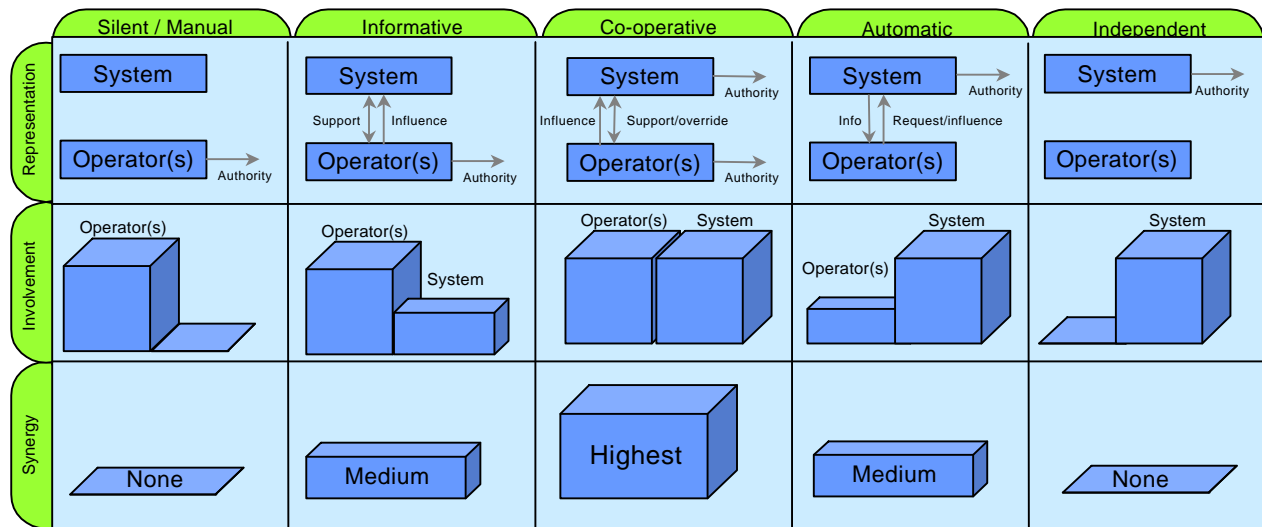 Silent / Manual
Informative
Co-operative
Automatic
Independent
Representation
System
Operator(s)
Authority
System
Support
Influence
Operator(s)
Authority
System
Authority
Influence
Support/override
Operator(s)
Authority
System
Authority
Info
Request/influence
Operator(s)
System
Authority
Operator(s)
Involvement
Operator(s)
Operator(s)
System
Operator(s)
System
Operator(s)
System
System
Synergy
None
Medium
Highest
Medium
None